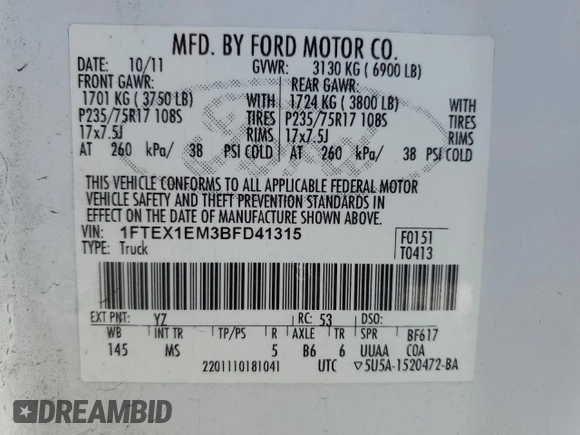 MFD. BY FORD MOTOR CO.
DATE: 10/11 GVWR: 3130 KG ( 6900 LB)
FRONT GAWR: REAR GAWR:
1701 KG ( 3750 LB) WITH 1724 KG ( 3800 LB) WITH
P235/75R17 108S TIRES P235/75R17 108S TIRES
17x7.5J RIMS 17x7.5J RIMS
AT 260 kPa/ 38 PSI COLD AT 260 kPa/ 38 PSI COLD
THIS VEHICLE CONFORMS TO ALL APPLICABLE FEDERAL MOTOR
VEHICLE SAFETY AND THEFT PREVENTION STANDARDS IN
EFFECT ON THE DATE OF MANUFACTURE SHOWN ABOVE.
VIN: 1FTEX1EM3BFD41315 F0151
TYPE: Truck T0413
EXT PNT: YZ RC: 53 DSO:
WB INT TR TP/PS R AXLE TR SPR BF617
145 MS 5 B6 6 UUAA COA
2201110181041 UTC ▽5U5A-1520472-BA
Ford
DREAMBID